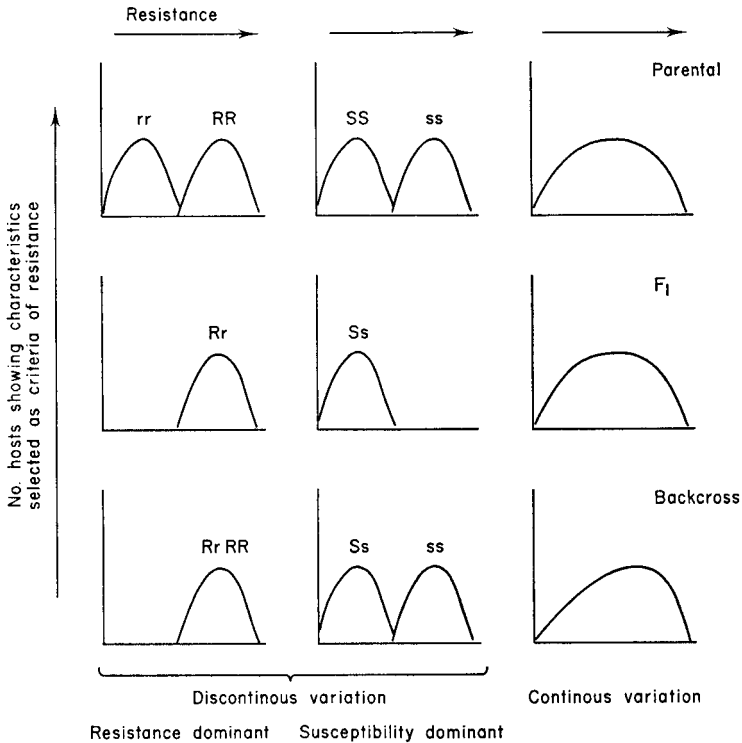 Resistance
Parental
rr
RR
SS
ss
No. hosts showing characteristics
selected as criteria of resistance
F1
Rr
Ss
Backcross
Rr RR
Ss
ss
Discontinous variation
Continous variation
Resistance dominant
Susceptibility dominant